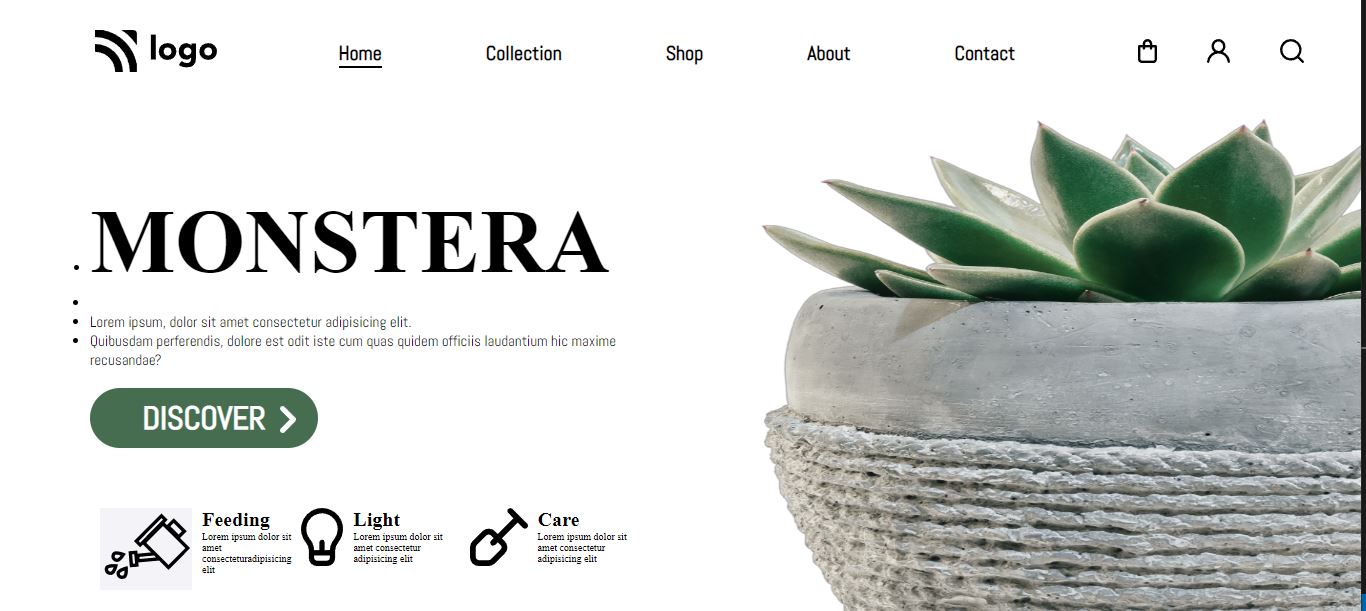 logo
Home Collection Shop About Contact
MONSTERA
Lorem ipsum, dolor sit amet consectetur adipisicing elit.
Quibusdam perferendis, dolore est odit iste cum quas quidem officiis laudantium hic maxime
recusandae?
DISCOVER
Feeding
Lorem ipsum dolor sit
amet
consecteturadipisicing
elit
Light
Lorem ipsum dolor sit
amet consectetur
adipisicing elit
Care
Lorem ipsum dolor sit
amet consectetur
adipisicing elit